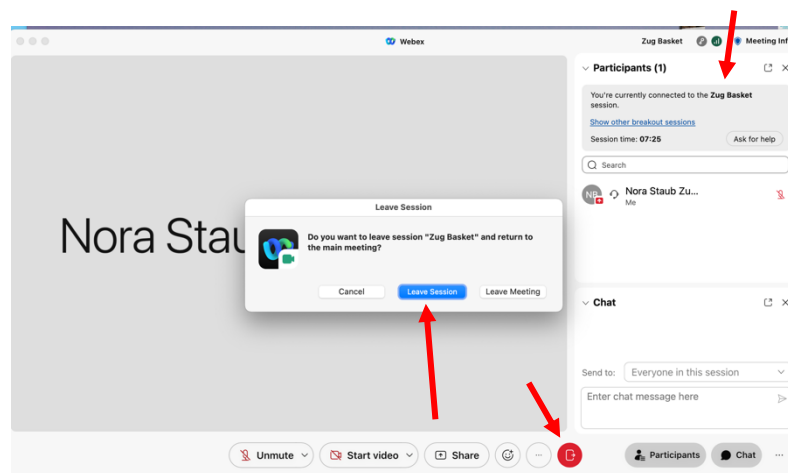 Webex
Zug Basket
Meeting Inf
Participants (1)
You're currently connected to the Zug Basket
session.
Show other breakout sessions
Session time: 07:25
Ask for help
Search
NB
Nora Staub Zu...
Me
Nora Stau
Leave Session
Do you want to leave session "Zug Basket" and return to
the main meeting?
Cancel
Leave Session
Leave Meeting
Chat
Send to:
Everyone in this session
Enter chat message here
Unmute
Start video
Share
Participants
Chat